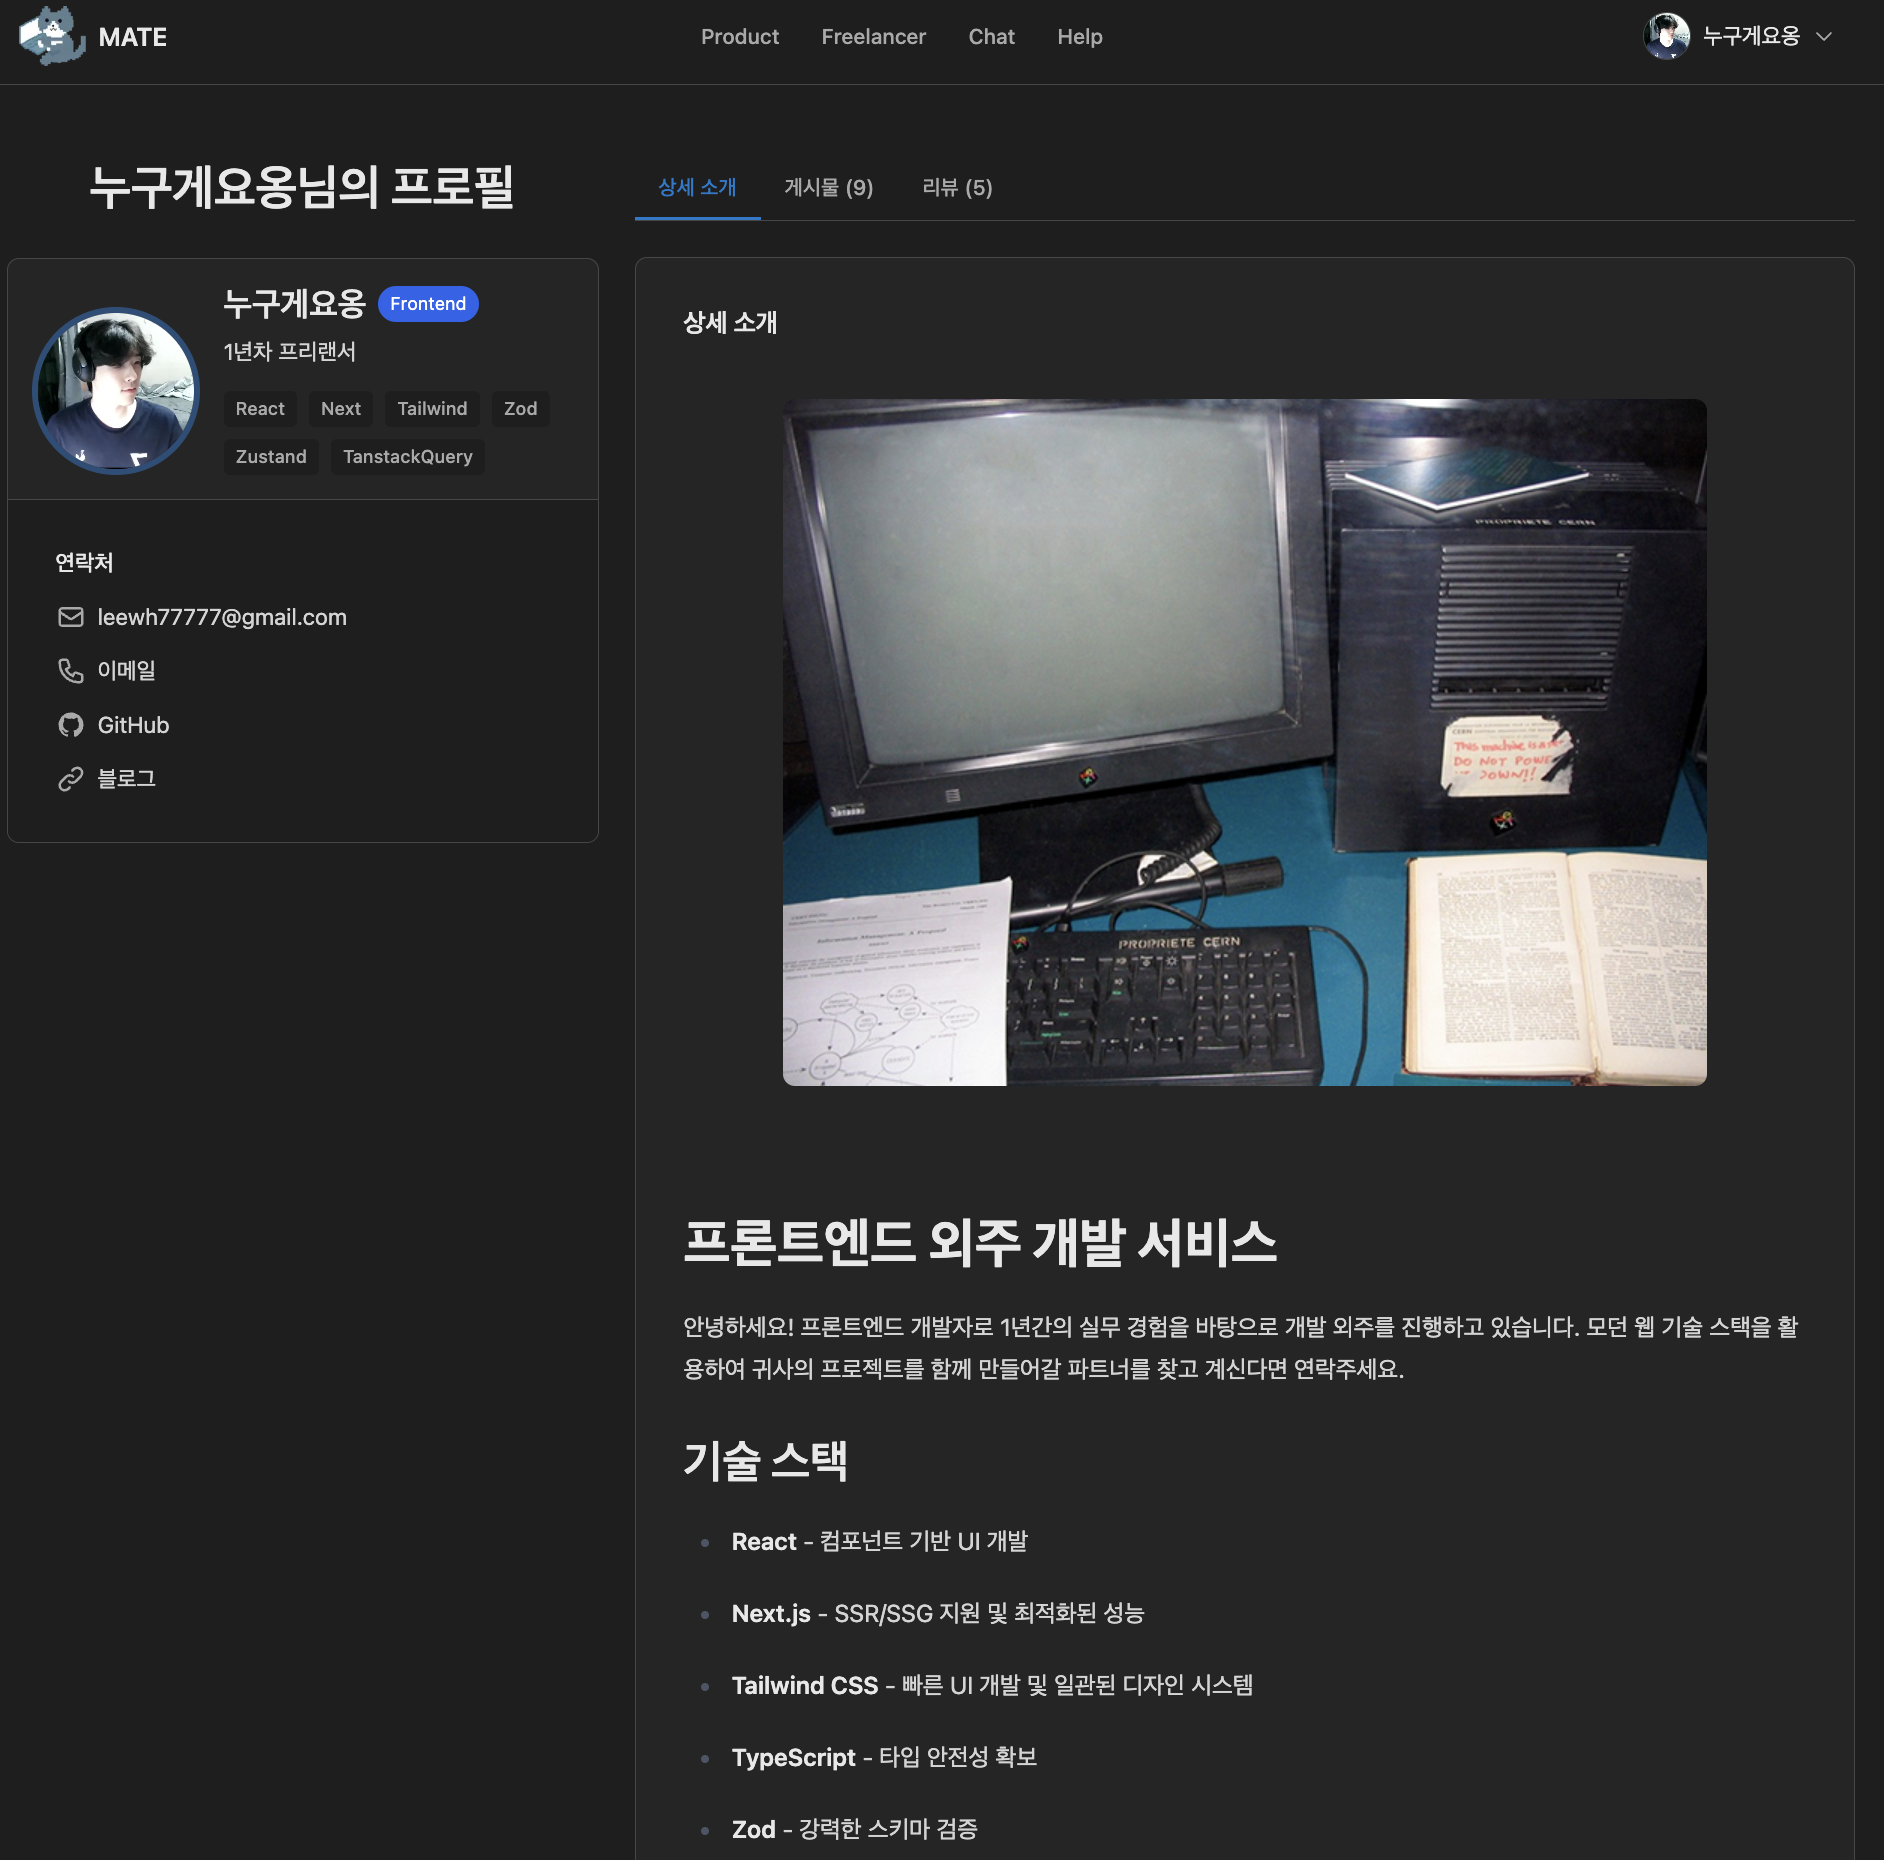 MATE
Product Freelancer Chat Help
누구게요옹
누구게요옹님의 프로필
누구게요옹 Frontend
1년차 프리랜서
React Next Tailwind Zod
Zustand TanstackQuery
연락처
leewh77777@gmail.com
이메일
GitHub
블로그
상세 소개 게시물 (9) 리뷰 (5)
상세 소개
PROPRIETE CERN
CERN
This machine is a
DO NOT POWE
DOWN!!
Information Management: A Proposal
PROPRIETE CERN
프론트엔드 외주 개발 서비스
안녕하세요! 프론트엔드 개발자로 1년간의 실무 경험을 바탕으로 개발 외주를 진행하고 있습니다. 모던 웹 기술 스택을 활
용하여 귀사의 프로젝트를 함께 만들어갈 파트너를 찾고 계신다면 연락주세요.
기술 스택
React - 컴포넌트 기반 UI 개발
Next.js - SSR/SSG 지원 및 최적화된 성능
Tailwind CSS - 빠른 UI 개발 및 일관된 디자인 시스템
TypeScript - 타입 안전성 확보
Zod - 강력한 스키마 검증